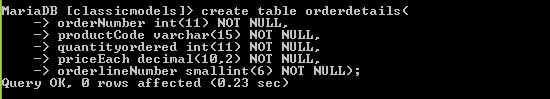 MariaDB [classicmodels]> create table orderdetails(
-> orderNumber int(11) NOT NULL,
-> productCode varchar(15) NOT NULL,
-> quantityordered int(11) NOT NULL,
-> priceEach decimal(10,2) NOT NULL,
-> orderlineNumber smallint(6) NOT NULL);
Query OK, 0 rows affected (0.23 sec)